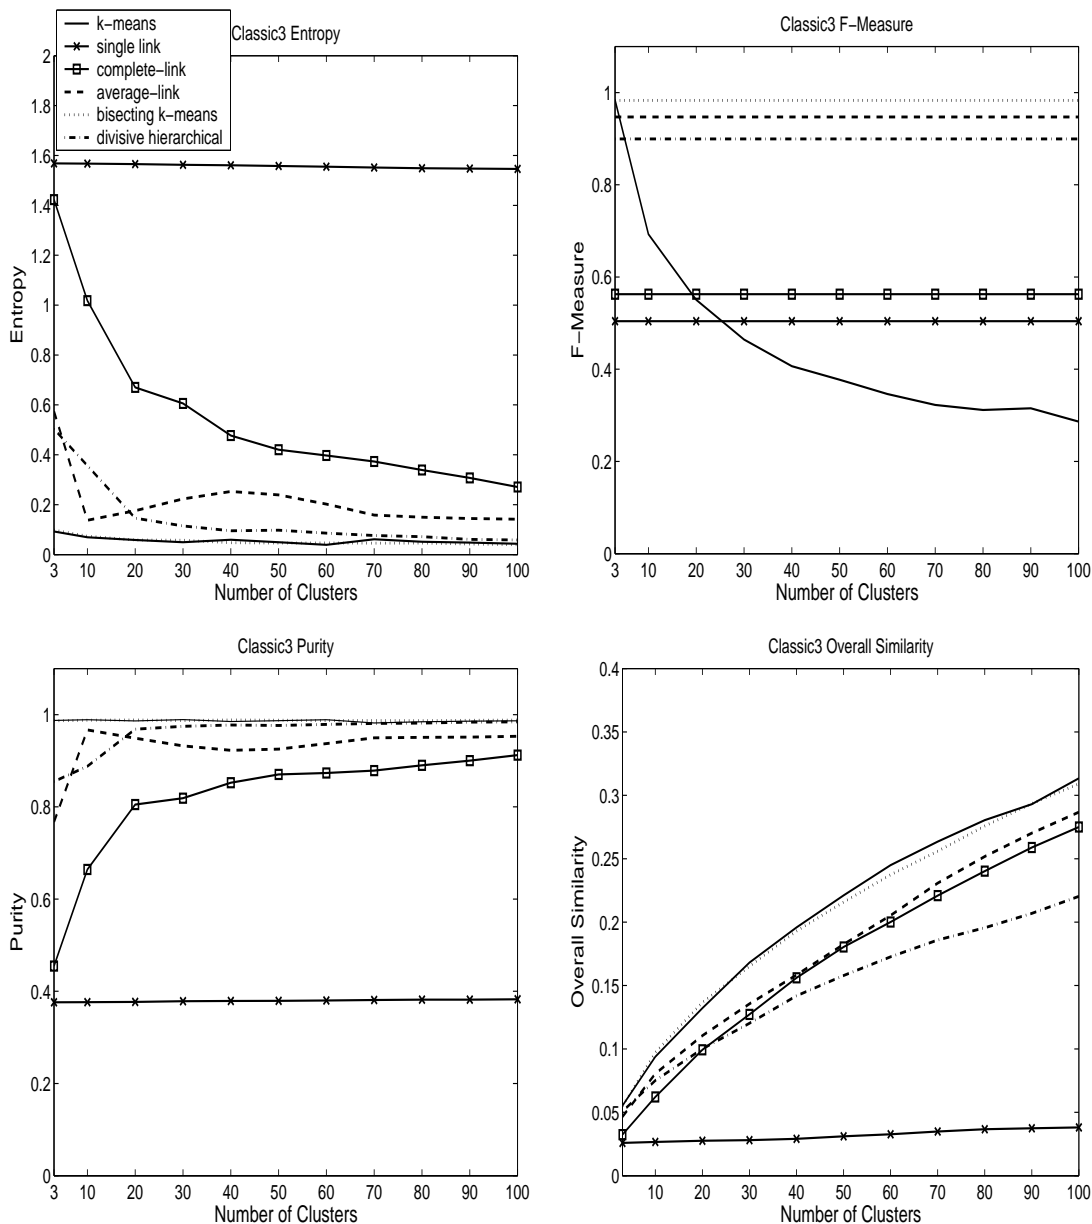 Classic3 Entropy
k−means
single link
complete−link
average−link
bisecting k−means
divisive hierarchical
2
1.8
1.6
1.4
1.2
1
0.8
0.6
0.4
0.2
0
Entropy
3 10 20 30 40 50 60 70 80 90 100
Number of Clusters
Classic3 F−Measure
1
0.8
0.6
0.4
0.2
0
F−Measure
3 10 20 30 40 50 60 70 80 90 100
Number of Clusters
Classic3 Purity
1
0.8
0.6
0.4
0.2
0
Purity
3 10 20 30 40 50 60 70 80 90 100
Number of Clusters
Classic3 Overall Similarity
0.4
0.35
0.3
0.25
0.2
0.15
0.1
0.05
0
Overall Similarity
10 20 30 40 50 60 70 80 90 100
Number of Clusters